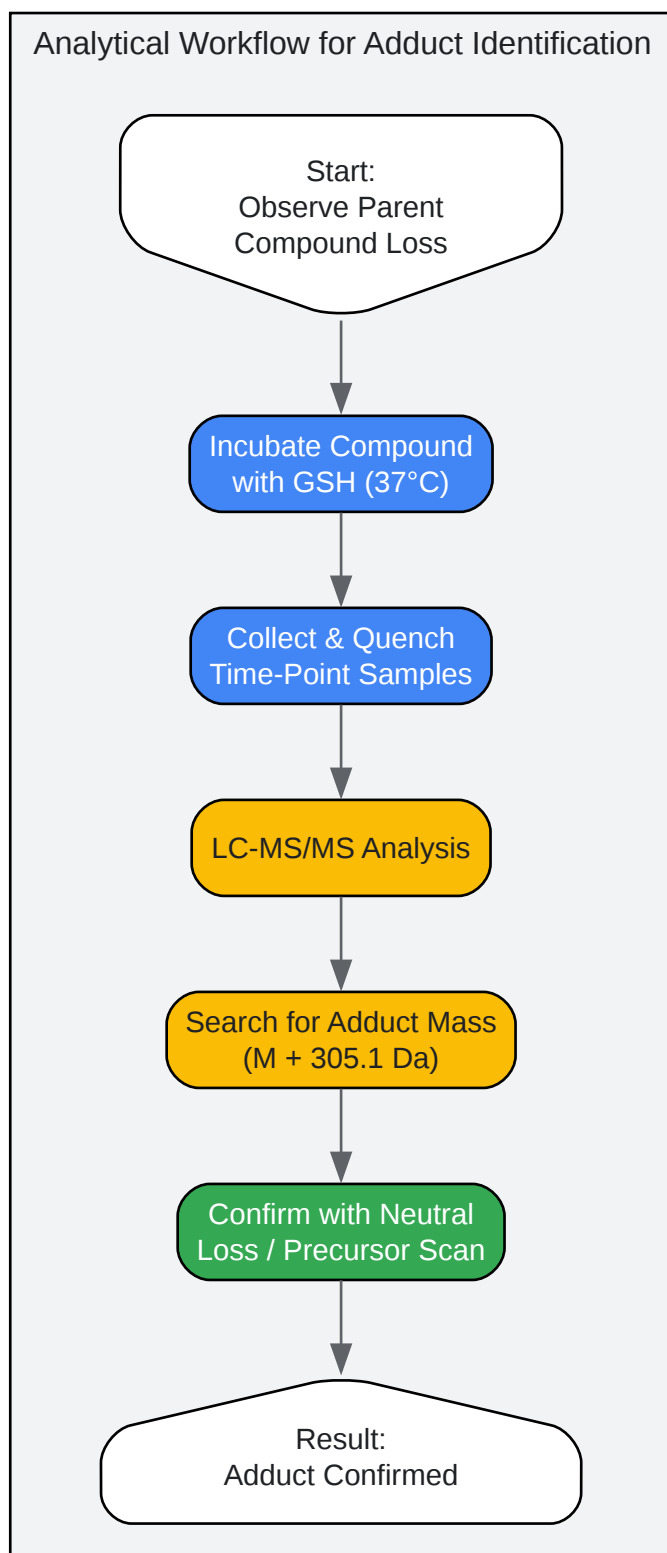 Analytical Workflow for Adduct Identification
Start:
Observe Parent
Compound Loss
Incubate Compound
with GSH (37°C)
Collect & Quench
Time-Point Samples
LC-MS/MS Analysis
Search for Adduct Mass
(M + 305.1 Da)
Confirm with Neutral
Loss / Precursor Scan
Result:
Adduct Confirmed